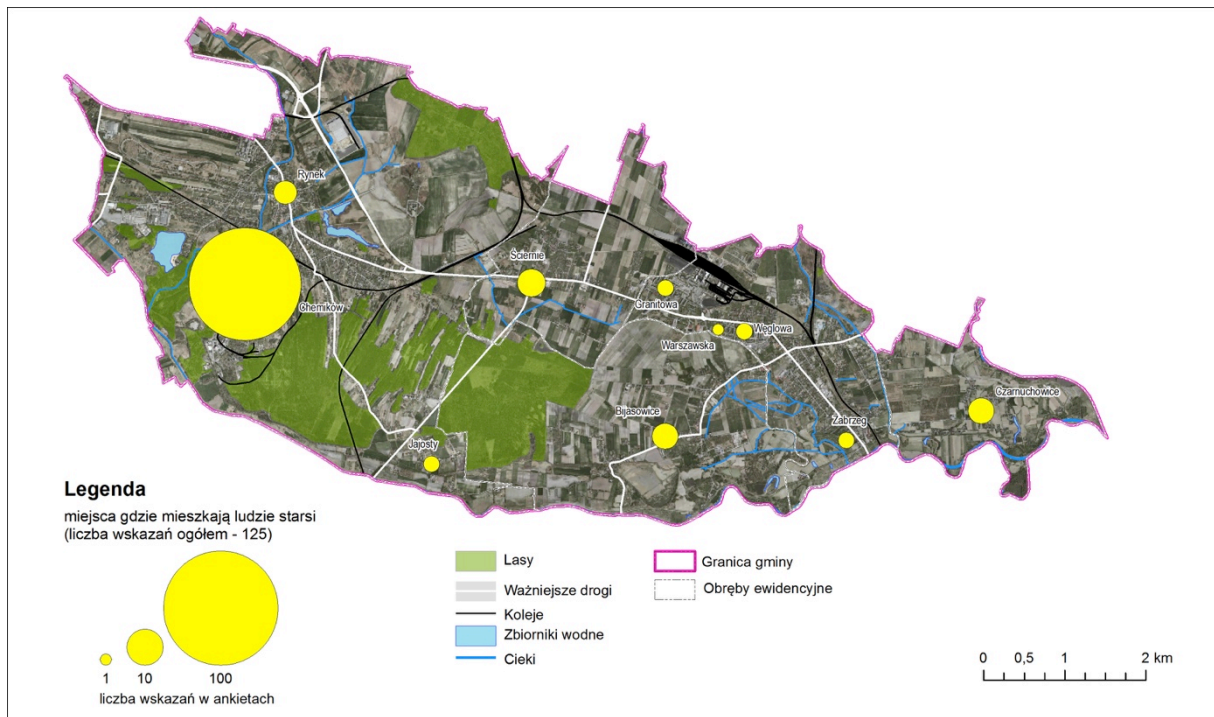 Rynek
Ściernie
Chemików
Granitowa
Węglowa
Warszawska
Czarnuchowice
Bijasowice
Zabrzeg
Jajosty
Legenda
miejsca gdzie mieszkają ludzie starsi
(liczba wskazań ogółem - 125)
1 10 100
liczba wskazań w ankietach
Lasy
Ważniejsze drogi
Koleje
Zbiorniki wodne
Cieki
Granica gminy
Obręby ewidencyjne
0 0,5 1 2 km